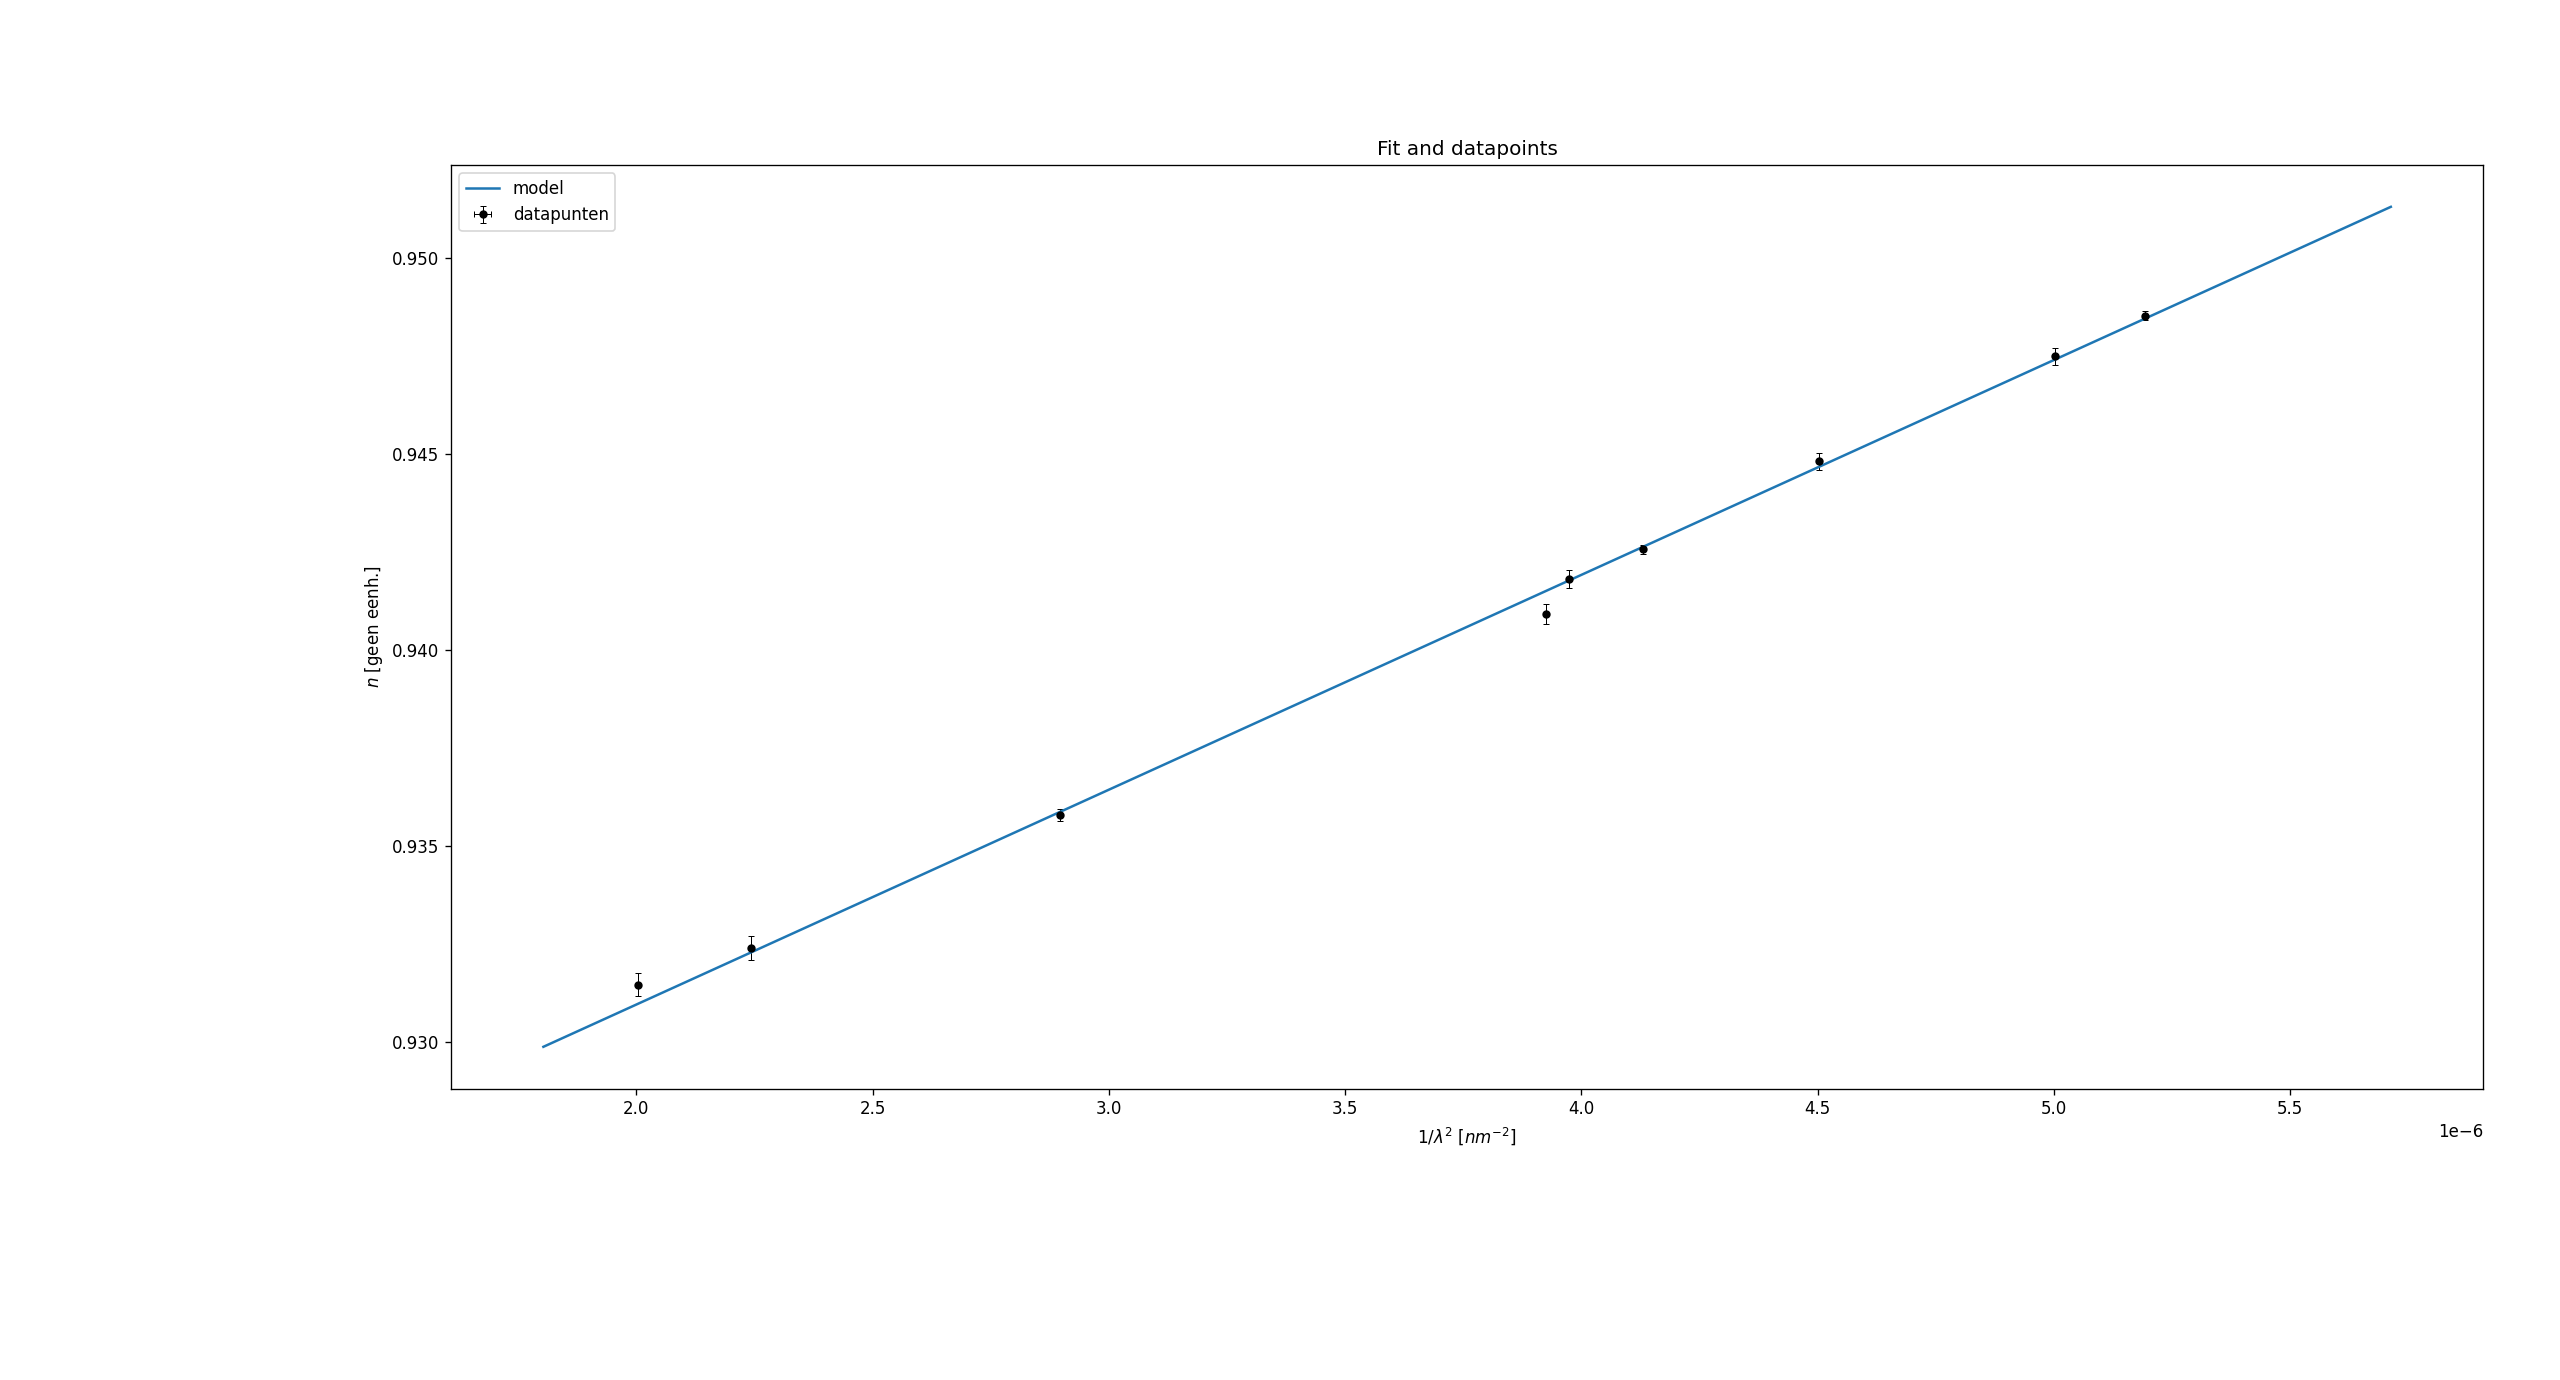 Fit and datapoints
model
datapunten
0.950
0.945
0.940
0.935
0.930
n [geen eenh.]
2.0 2.5 3.0 3.5 4.0 4.5 5.0 5.5
1/λ² [nm⁻²]
1e−6